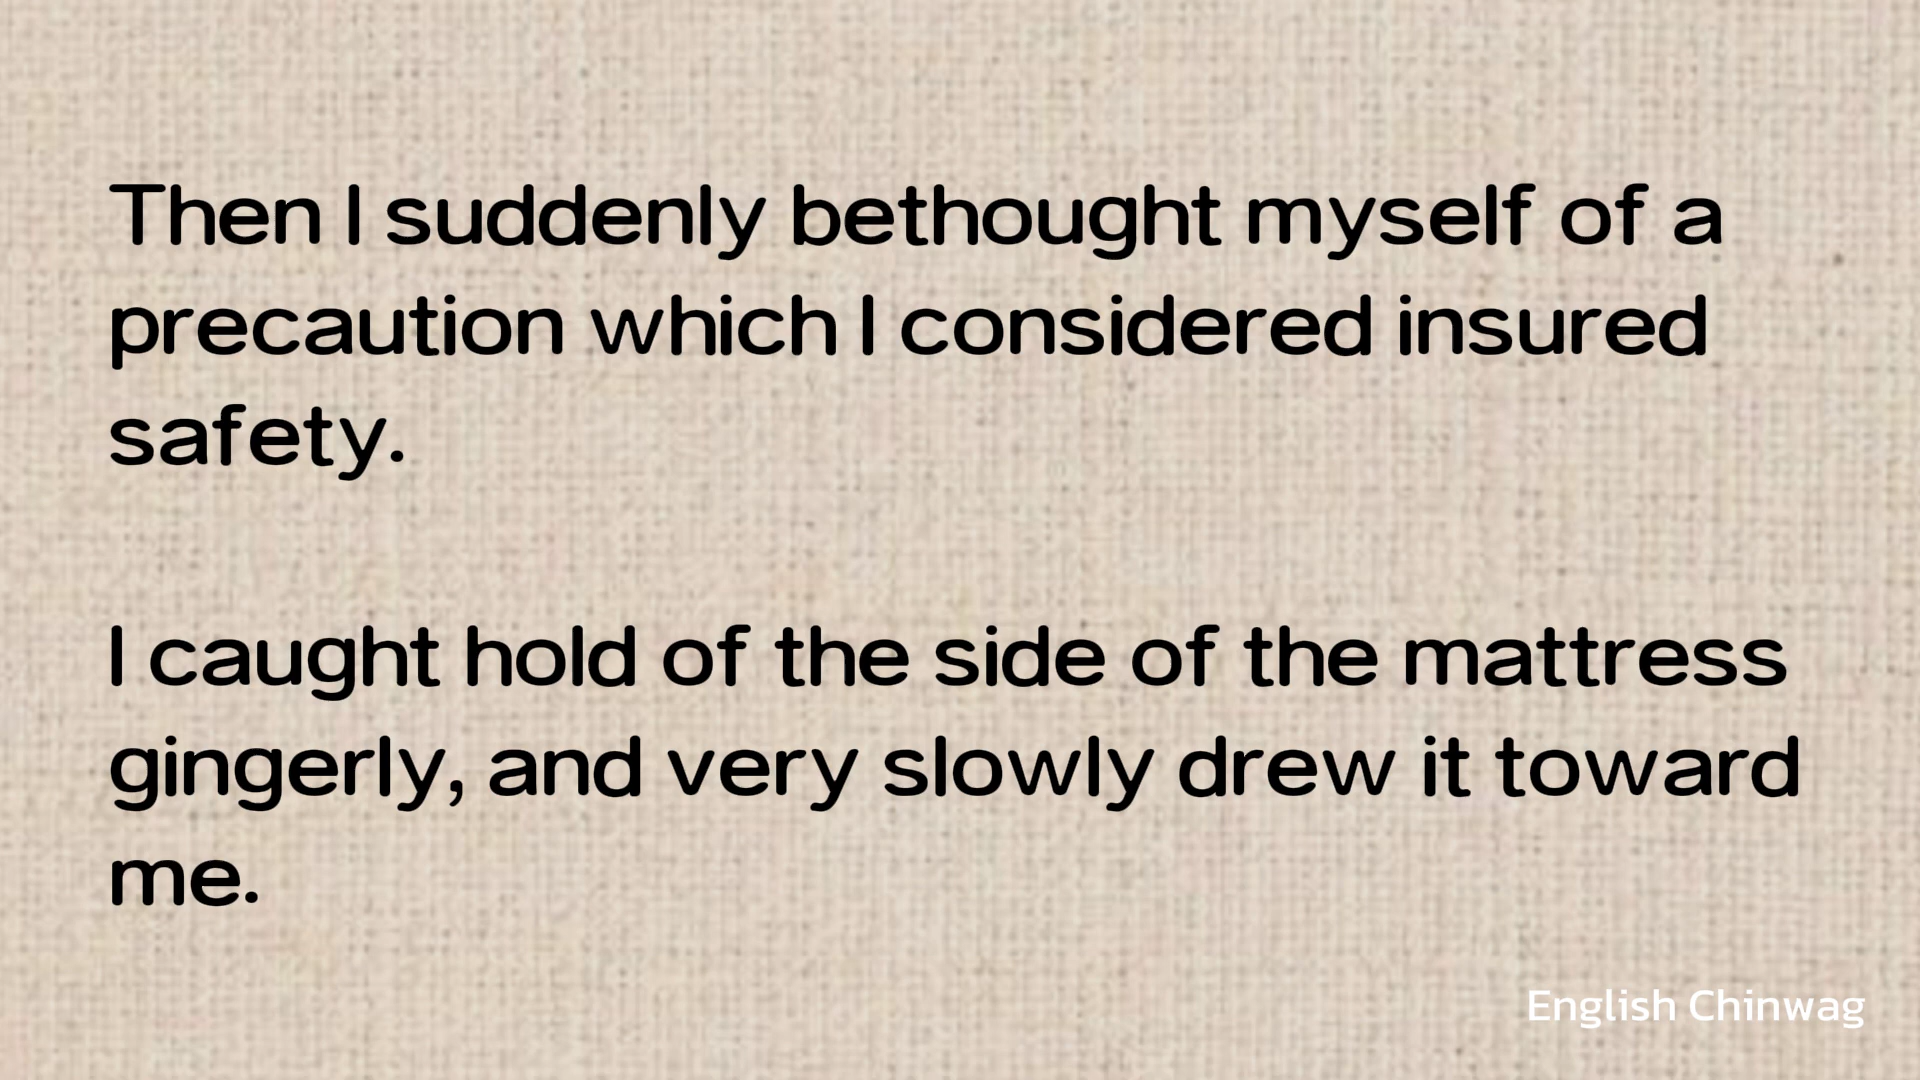 Then I suddenly bethought myself of a
precaution which I considered insured
safety.
I caught hold of the side of the mattress
gingerly, and very slowly drew it toward
me.
English Chinwag